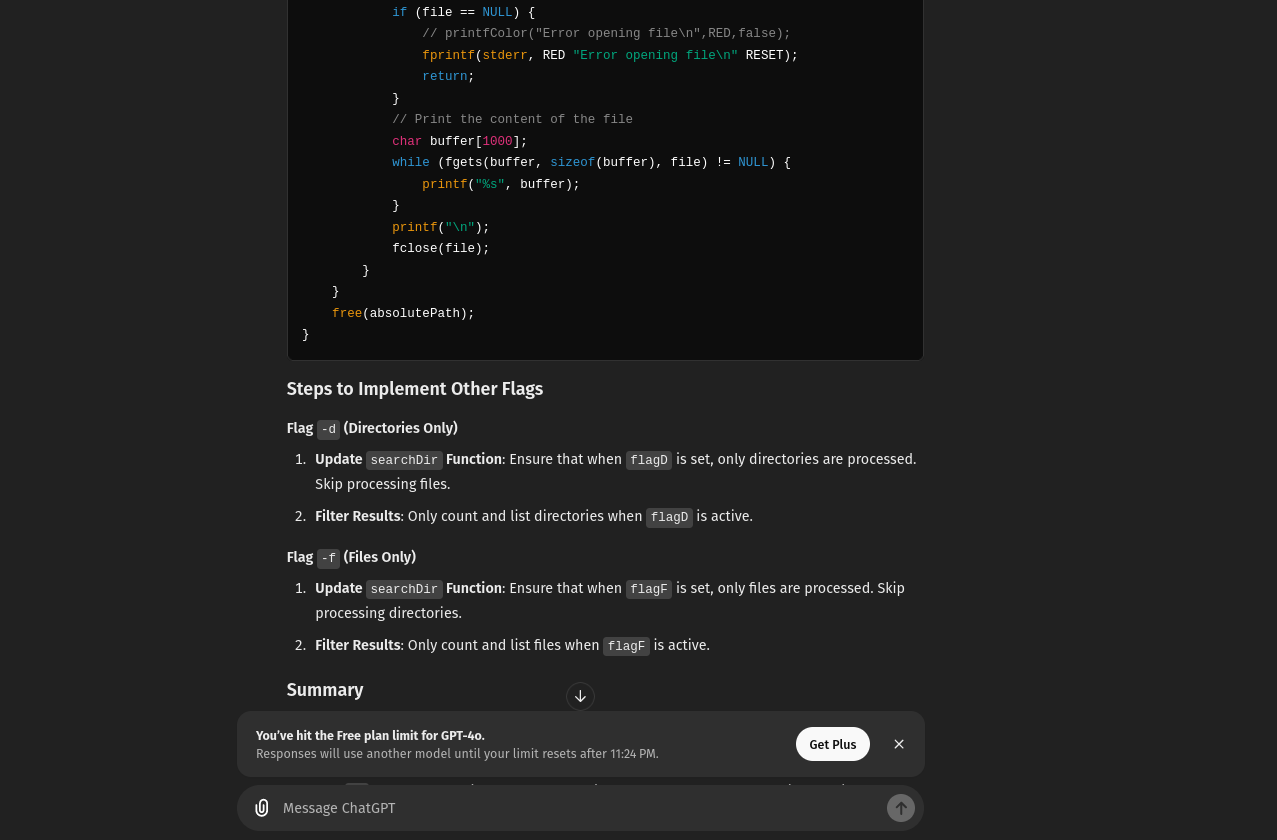 if (file == NULL) {
// printfColor("Error opening file\n",RED,false);
fprintf(stderr, RED "Error opening file\n" RESET);
return;
}
// Print the content of the file
char buffer[1000];
while (fgets(buffer, sizeof(buffer), file) != NULL) {
printf("%s", buffer);
}
printf("\n");
fclose(file);
}
}
free(absolutePath);
}
Steps to Implement Other Flags
Flag -d (Directories Only)
1. Update searchDir Function: Ensure that when flagD is set, only directories are processed.
Skip processing files.
2. Filter Results: Only count and list directories when flagD is active.
Flag -f (Files Only)
1. Update searchDir Function: Ensure that when flagF is set, only files are processed. Skip
processing directories.
2. Filter Results: Only count and list files when flagF is active.
Summary
You've hit the Free plan limit for GPT-4o.
Responses will use another model until your limit resets after 11:24 PM.
Get Plus
Message ChatGPT